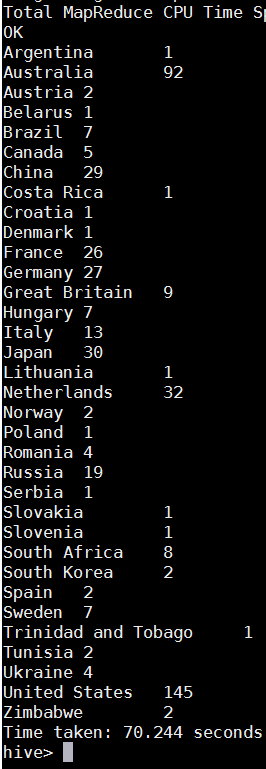 Total MapReduce CPU Time Sp
OK
Argentina 1
Australia 92
Austria 2
Belarus 1
Brazil 7
Canada 5
China 29
Costa Rica 1
Croatia 1
Denmark 1
France 26
Germany 27
Great Britain 9
Hungary 7
Italy 13
Japan 30
Lithuania 1
Netherlands 32
Norway 2
Poland 1
Romania 4
Russia 19
Serbia 1
Slovakia 1
Slovenia 1
South Africa 8
South Korea 2
Spain 2
Sweden 7
Trinidad and Tobago 1
Tunisia 2
Ukraine 4
United States 145
Zimbabwe 2
Time taken: 70.244 seconds
hive>